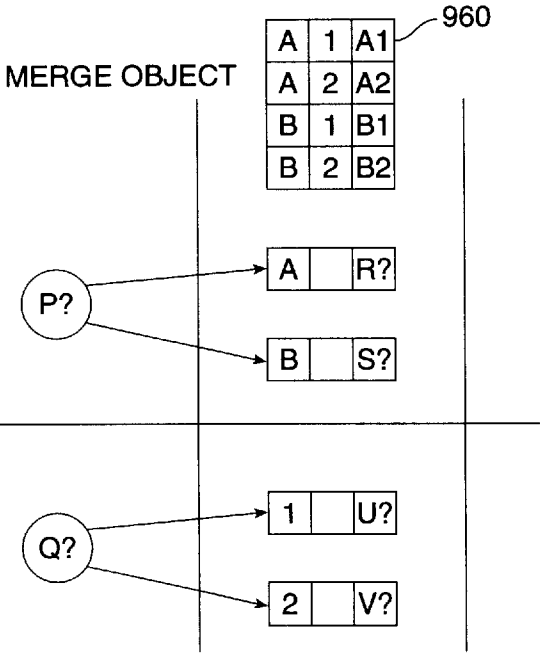 960
A 1 A1
MERGE OBJECT
A 2 A2
B 1 B1
B 2 B2
A R?
P?
B S?
1 U?
Q?
2 V?